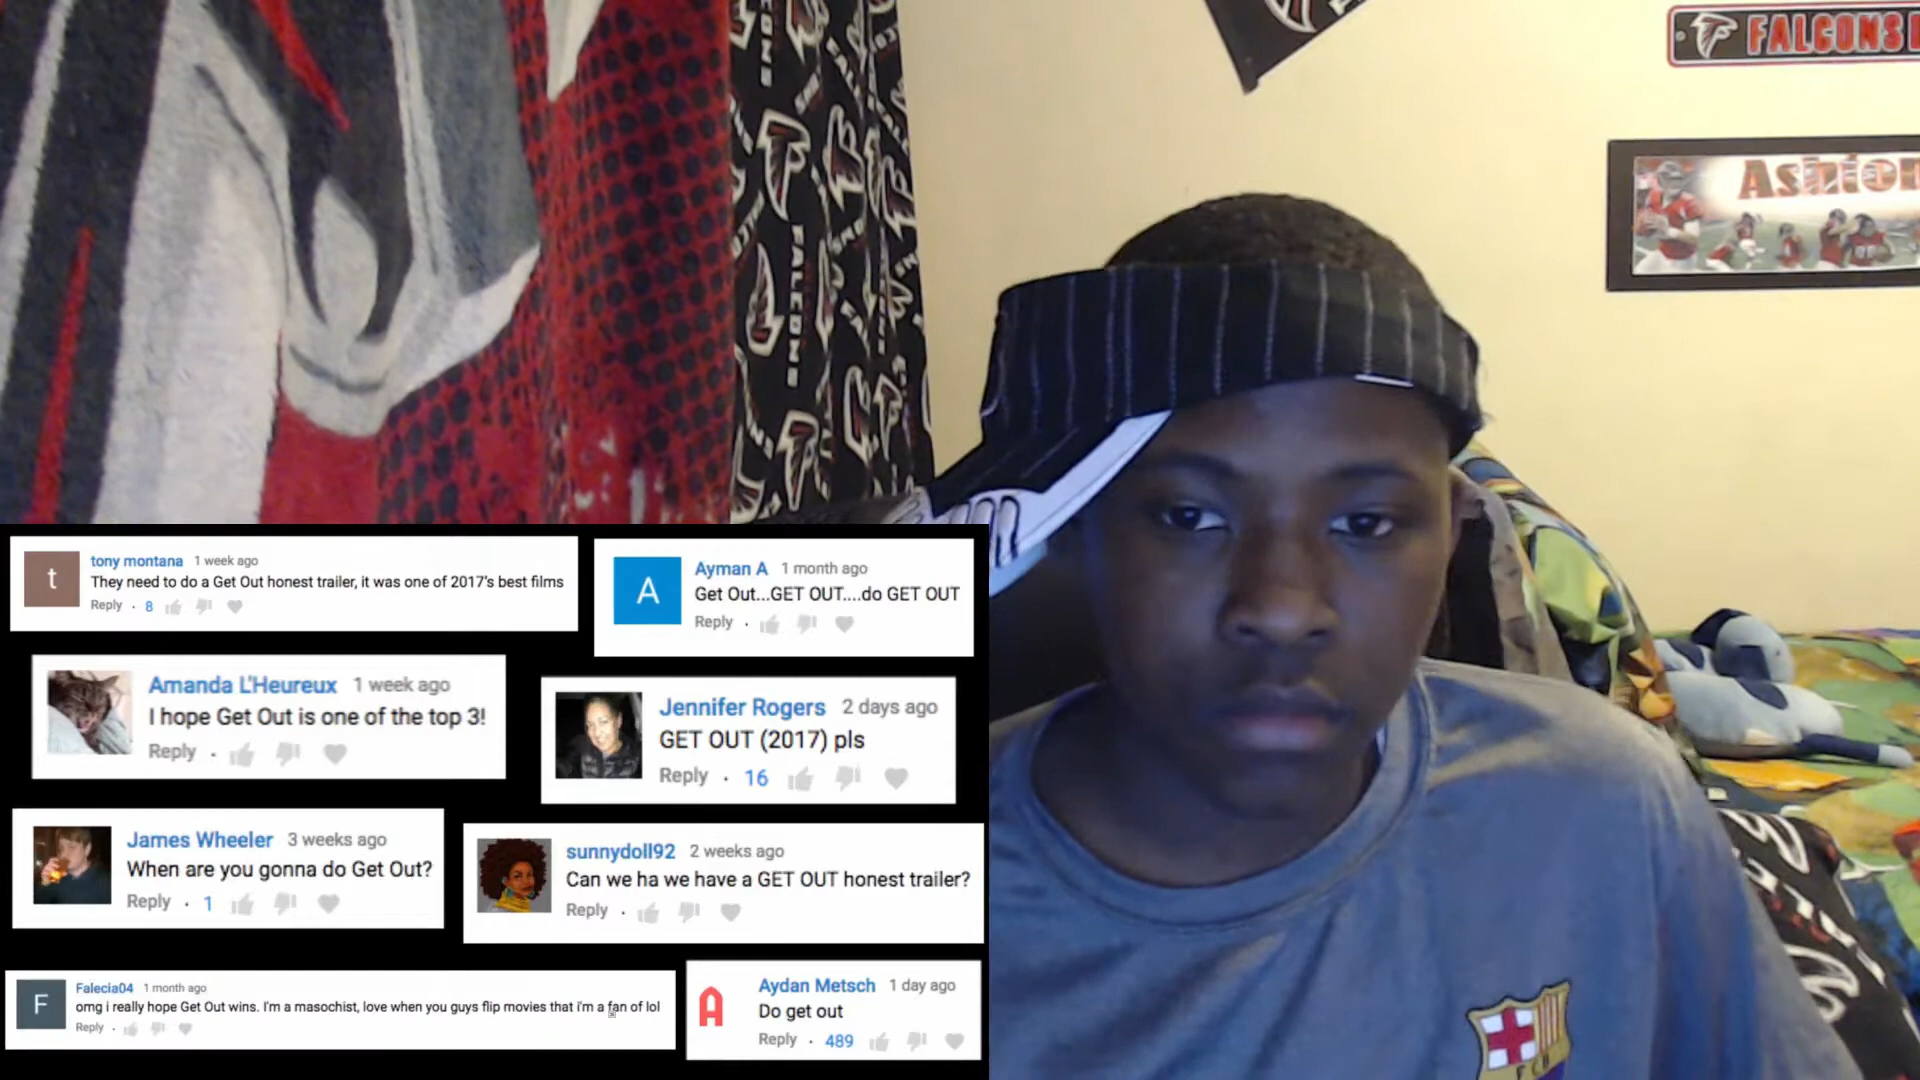 FALCONS
FALCONS
FALCONS
tony montana 1 week ago
They need to do a Get Out honest trailer, it was one of 2017's best films
Reply · 8
A
Ayman A 1 month ago
Get Out...GET OUT....do GET OUT
Reply ·
t
Amanda L'Heureux 1 week ago
I hope Get Out is one of the top 3!
Reply ·
Jennifer Rogers 2 days ago
GET OUT (2017) pls
Reply · 16
James Wheeler 3 weeks ago
When are you gonna do Get Out?
Reply · 1
sunnydoll92 2 weeks ago
Can we ha we have a GET OUT honest trailer?
Reply ·
F
Falecia04 1 month ago
omg i really hope Get Out wins. I'm a masochist, love when you guys flip movies that i'm a fan of lol
Reply ·
A
Aydan Metsch 1 day ago
Do get out
Reply · 489
FCB